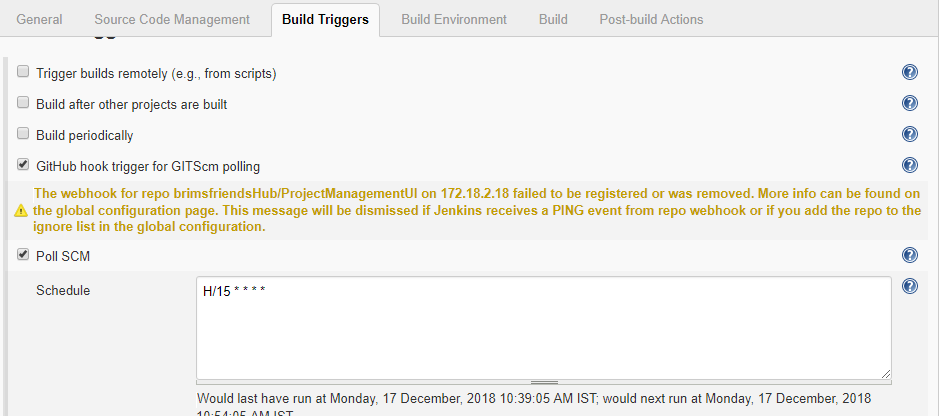 General Source Code Management Build Triggers Build Environment Build Post-build Actions
Trigger builds remotely (e.g., from scripts)
Build after other projects are built
Build periodically
GitHub hook trigger for GITScm polling
The webhook for repo brimsfriendsHub/ProjectManagementUI on 172.18.2.18 failed to be registered or was removed. More info can be found on
the global configuration page. This message will be dismissed if Jenkins receives a PING event from repo webhook or if you add the repo to the
ignore list in the global configuration.
Poll SCM
Schedule
H/15 * * * *
Would last have run at Monday, 17 December, 2018 10:39:05 AM IST; would next run at Monday, 17 December, 2018
10:54:05 AM IST